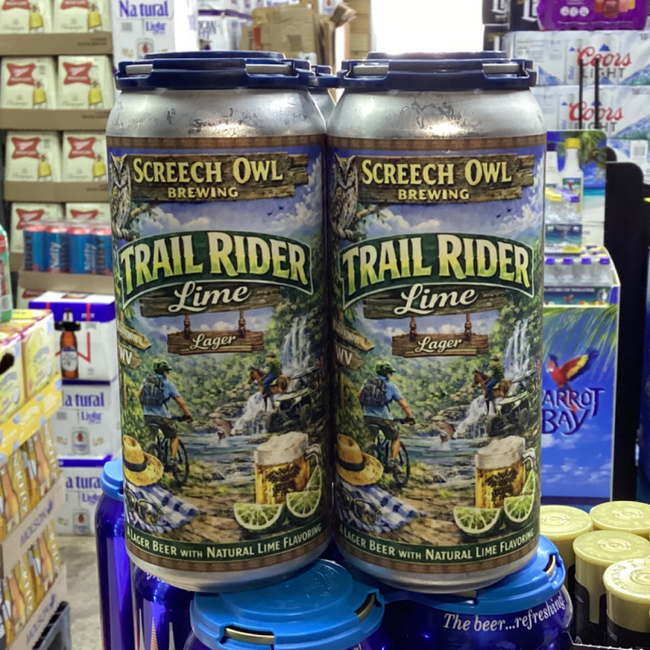 Natural
Light
Coors
LIGHT
Coors
LIGHT
SCREECH OWL
BREWING
TRAIL RIDER
Lime
Lager
WV
A LAGER BEER WITH NATURAL LIME FLAVORING
SCREECH OWL
BREWING
TRAIL RIDER
Lime
Lager
WV
A LAGER BEER WITH NATURAL LIME FLAVORING
PARROT
BAY
atural
Light
atural
Light
MOLSON
The beer...refreshing